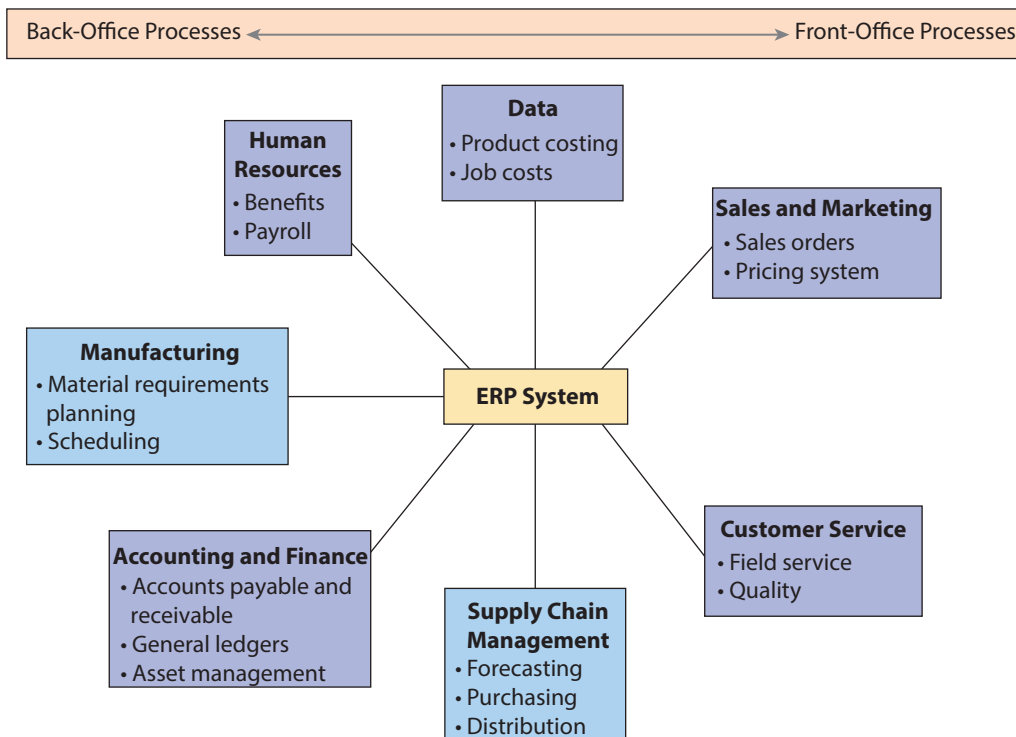 Back-Office Processes
Front-Office Processes
Data
• Product costing
• Job costs
Human
Resources
• Benefits
• Payroll
Sales and Marketing
• Sales orders
• Pricing system
Manufacturing
• Material requirements
planning
• Scheduling
ERP System
Accounting and Finance
• Accounts payable and
receivable
• General ledgers
• Asset management
Supply Chain
Management
• Forecasting
• Purchasing
• Distribution
Customer Service
• Field service
• Quality